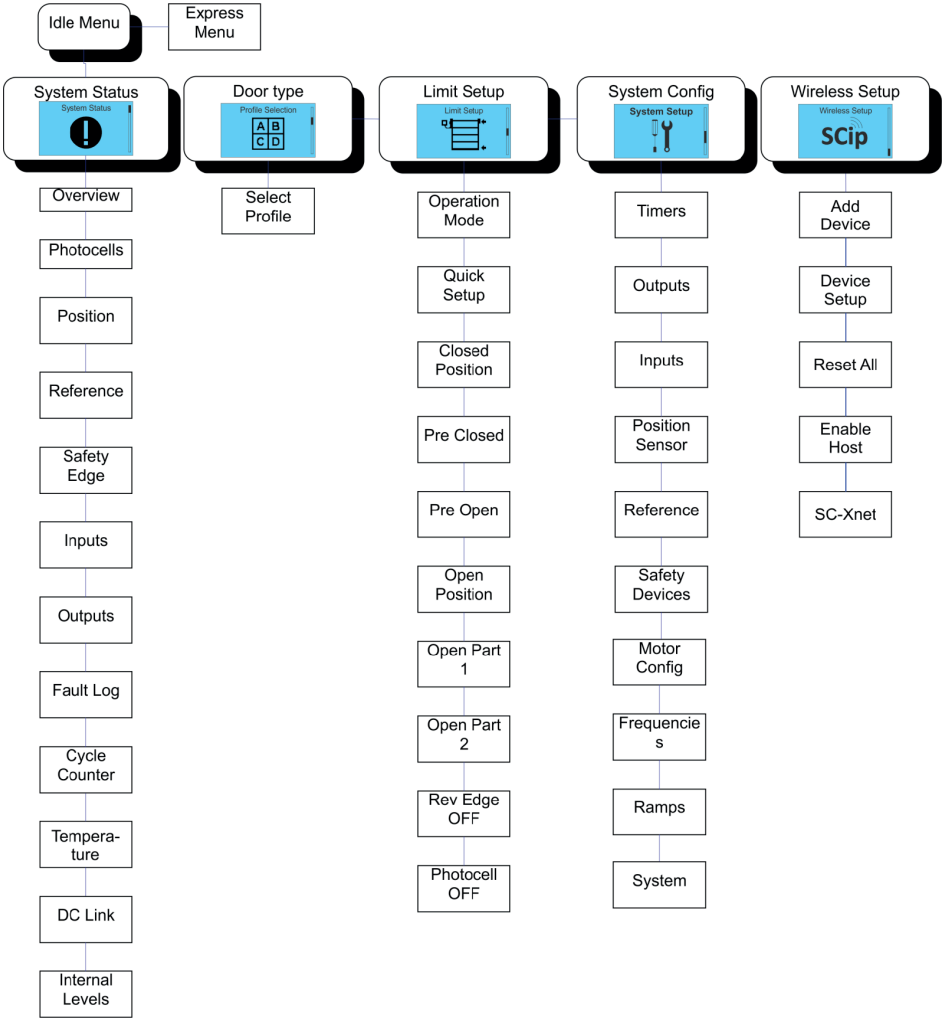 Idle Menu
Express
Menu
System Status
System Status
Overview
Photocells
Position
Reference
Safety
Edge
Inputs
Outputs
Fault Log
Cycle
Counter
Tempera-
ture
DC Link
Internal
Levels
Door type
Profile Selection
A B
C D
Select
Profile
Limit Setup
Limit Setup
Operation
Mode
Quick
Setup
Closed
Position
Pre Closed
Pre Open
Open
Position
Open Part
1
Open Part
2
Rev Edge
OFF
Photocell
OFF
System Config
System Setup
Timers
Outputs
Inputs
Position
Sensor
Reference
Safety
Devices
Motor
Config
Frequencie
s
Ramps
System
Wireless Setup
Wireless Setup
SCip
Add
Device
Device
Setup
Reset All
Enable
Host
SC-Xnet